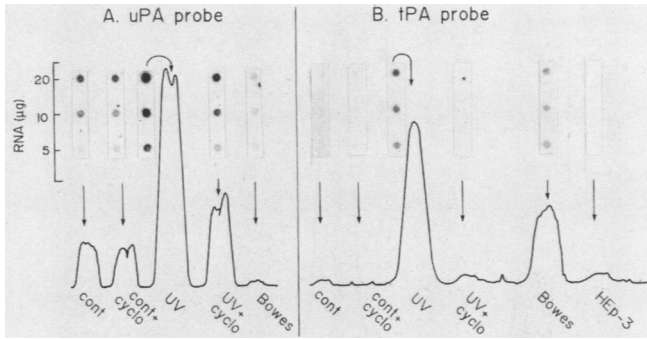 A. uPA probe
B. tPA probe
RNA (µg)
20
10
5
cont
cont+
cyclo
UV
UV+
cyclo
Bowes
cont
cont+
cyclo
UV
UV+
cyclo
Bowes
HEp-3